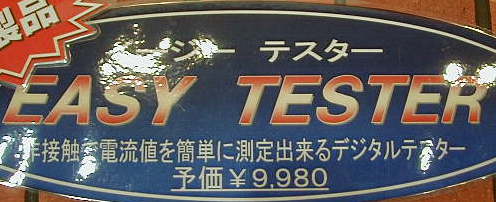 製品
イージー テスター
EASY TESTER
非接触で電流値を簡単に測定出来るデジタルテスター
予価￥9,980